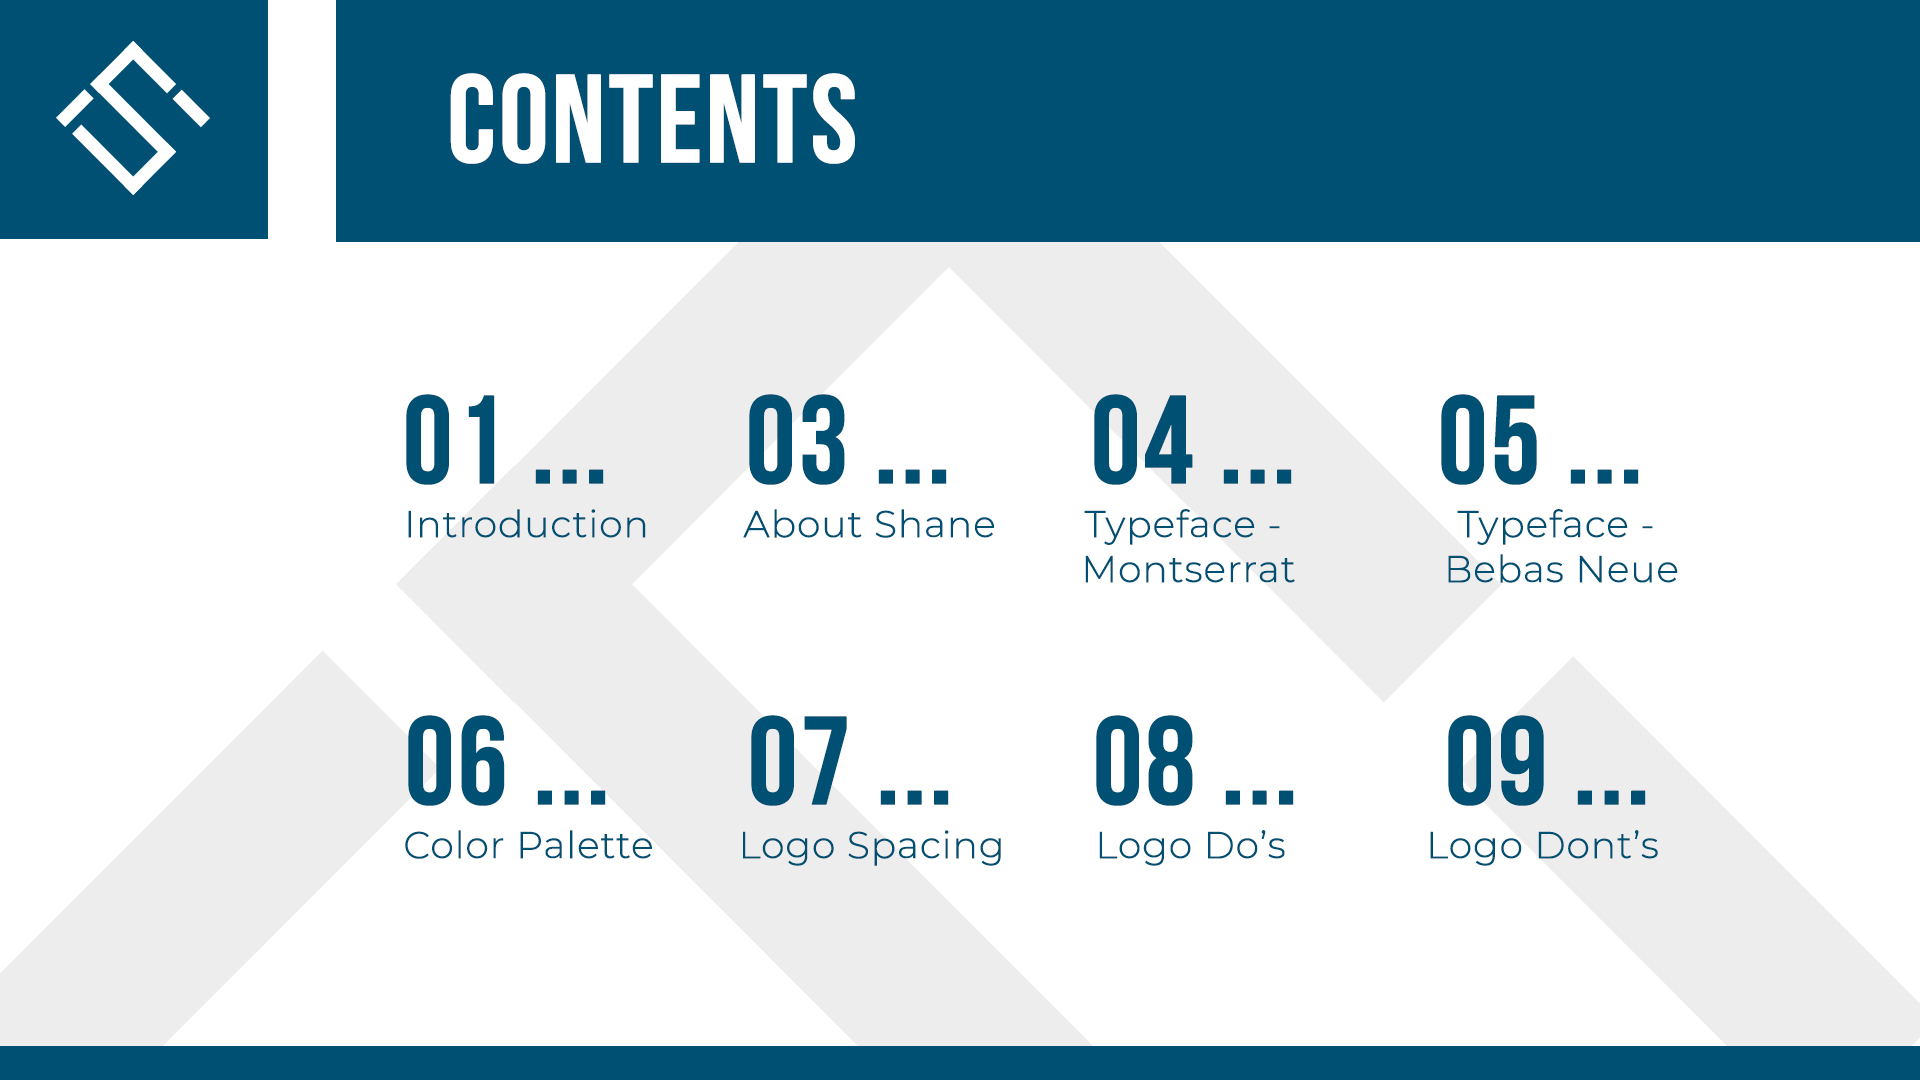 CONTENTS
01 ...
Introduction
03 ...
About Shane
04 ...
Typeface -
Montserrat
05 ...
Typeface -
Bebas Neue
06 ...
Color Palette
07 ...
Logo Spacing
08 ...
Logo Do’s
09 ...
Logo Dont’s